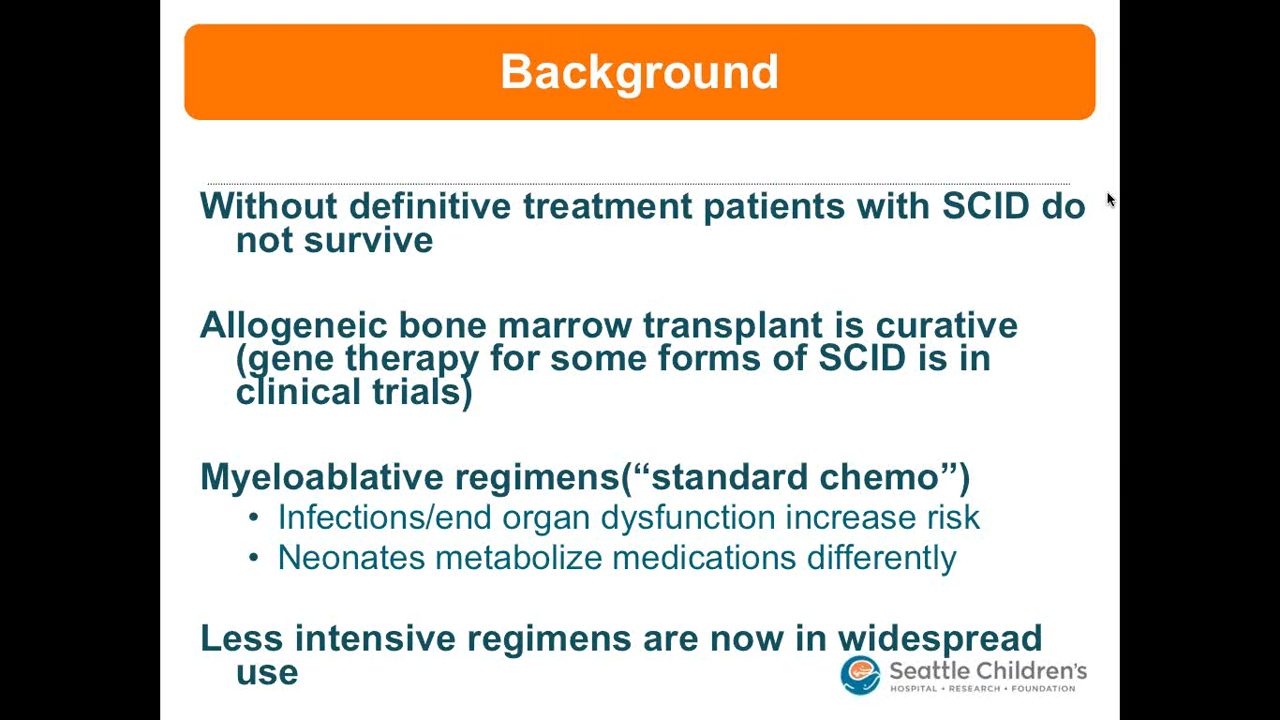 Background
Without definitive treatment patients with SCID do
not survive
Allogeneic bone marrow transplant is curative
(gene therapy for some forms of SCID is in
clinical trials)
Myeloablative regimens(“standard chemo”)
• Infections/end organ dysfunction increase risk
• Neonates metabolize medications differently
Less intensive regimens are now in widespread
use
Seattle Children's
HOSPITAL • RESEARCH • FOUNDATION